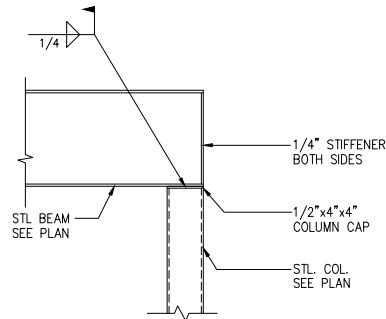 1/4
1/4" STIFFENER
BOTH SIDES
STL BEAM
SEE PLAN
1/2"x4"x4"
COLUMN CAP
STL. COL.
SEE PLAN